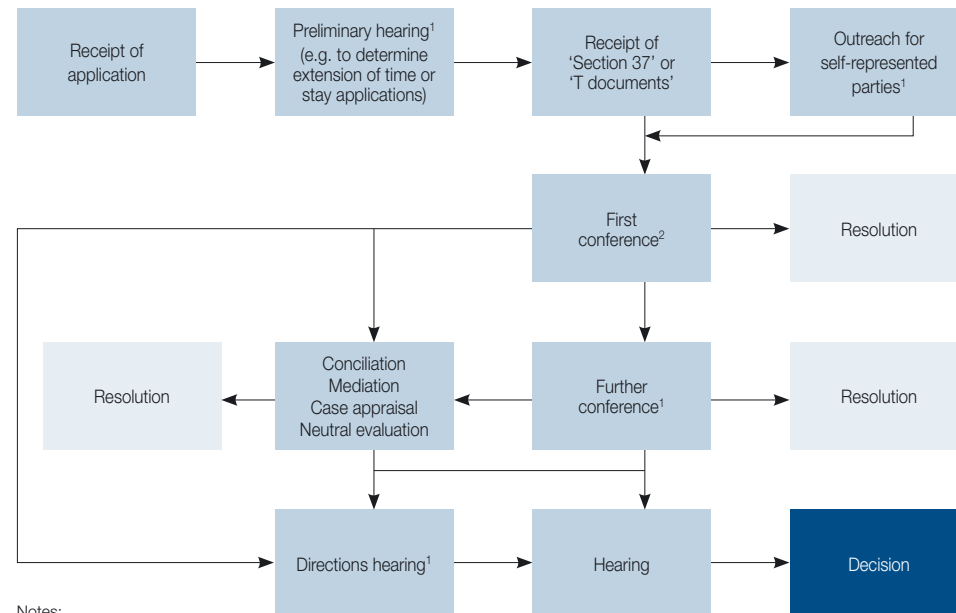 Receipt of
application
Preliminary hearing¹
(e.g. to determine
extension of time or
stay applications)
Receipt of
‘Section 37’ or
‘T documents’
Outreach for
self-represented
parties¹
First
conference²
Resolution
Resolution
Conciliation
Mediation
Case appraisal
Neutral evaluation
Further
conference¹
Resolution
Directions hearing¹
Hearing
Decision
Notes: